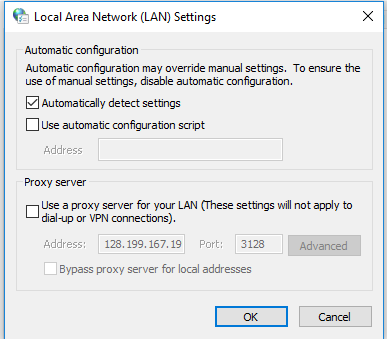 Local Area Network (LAN) Settings
Automatic configuration
Automatic configuration may override manual settings. To ensure the
use of manual settings, disable automatic configuration.
Automatically detect settings
Use automatic configuration script
Address
Proxy server
Use a proxy server for your LAN (These settings will not apply to
dial-up or VPN connections).
Address: 128.199.167.19 Port: 3128 Advanced
Bypass proxy server for local addresses
OK Cancel